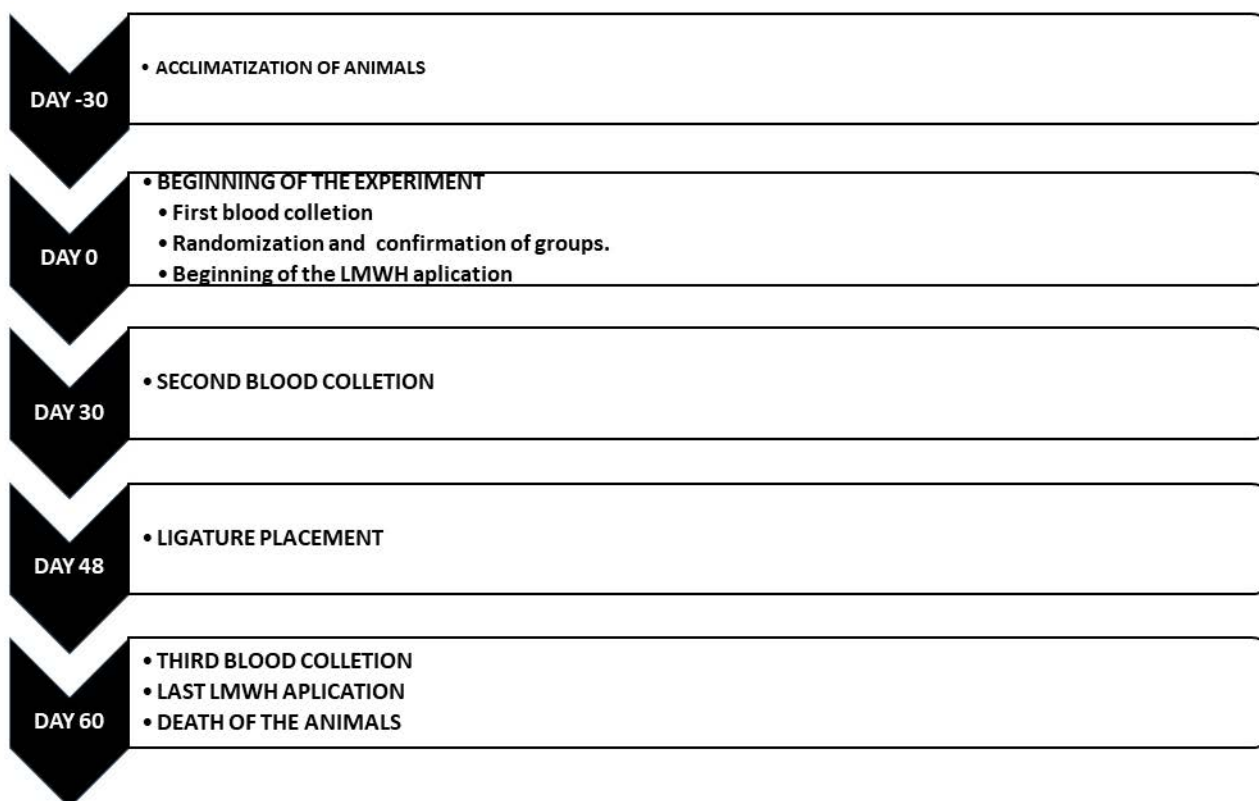 DAY -30
• ACCLIMATIZATION OF ANIMALS
DAY 0
• BEGINNING OF THE EXPERIMENT
• First blood colletion
• Randomization and confirmation of groups.
• Beginning of the LMWH aplication
DAY 30
• SECOND BLOOD COLLETION
DAY 48
• LIGATURE PLACEMENT
DAY 60
• THIRD BLOOD COLLETION
• LAST LMWH APLICATION
• DEATH OF THE ANIMALS